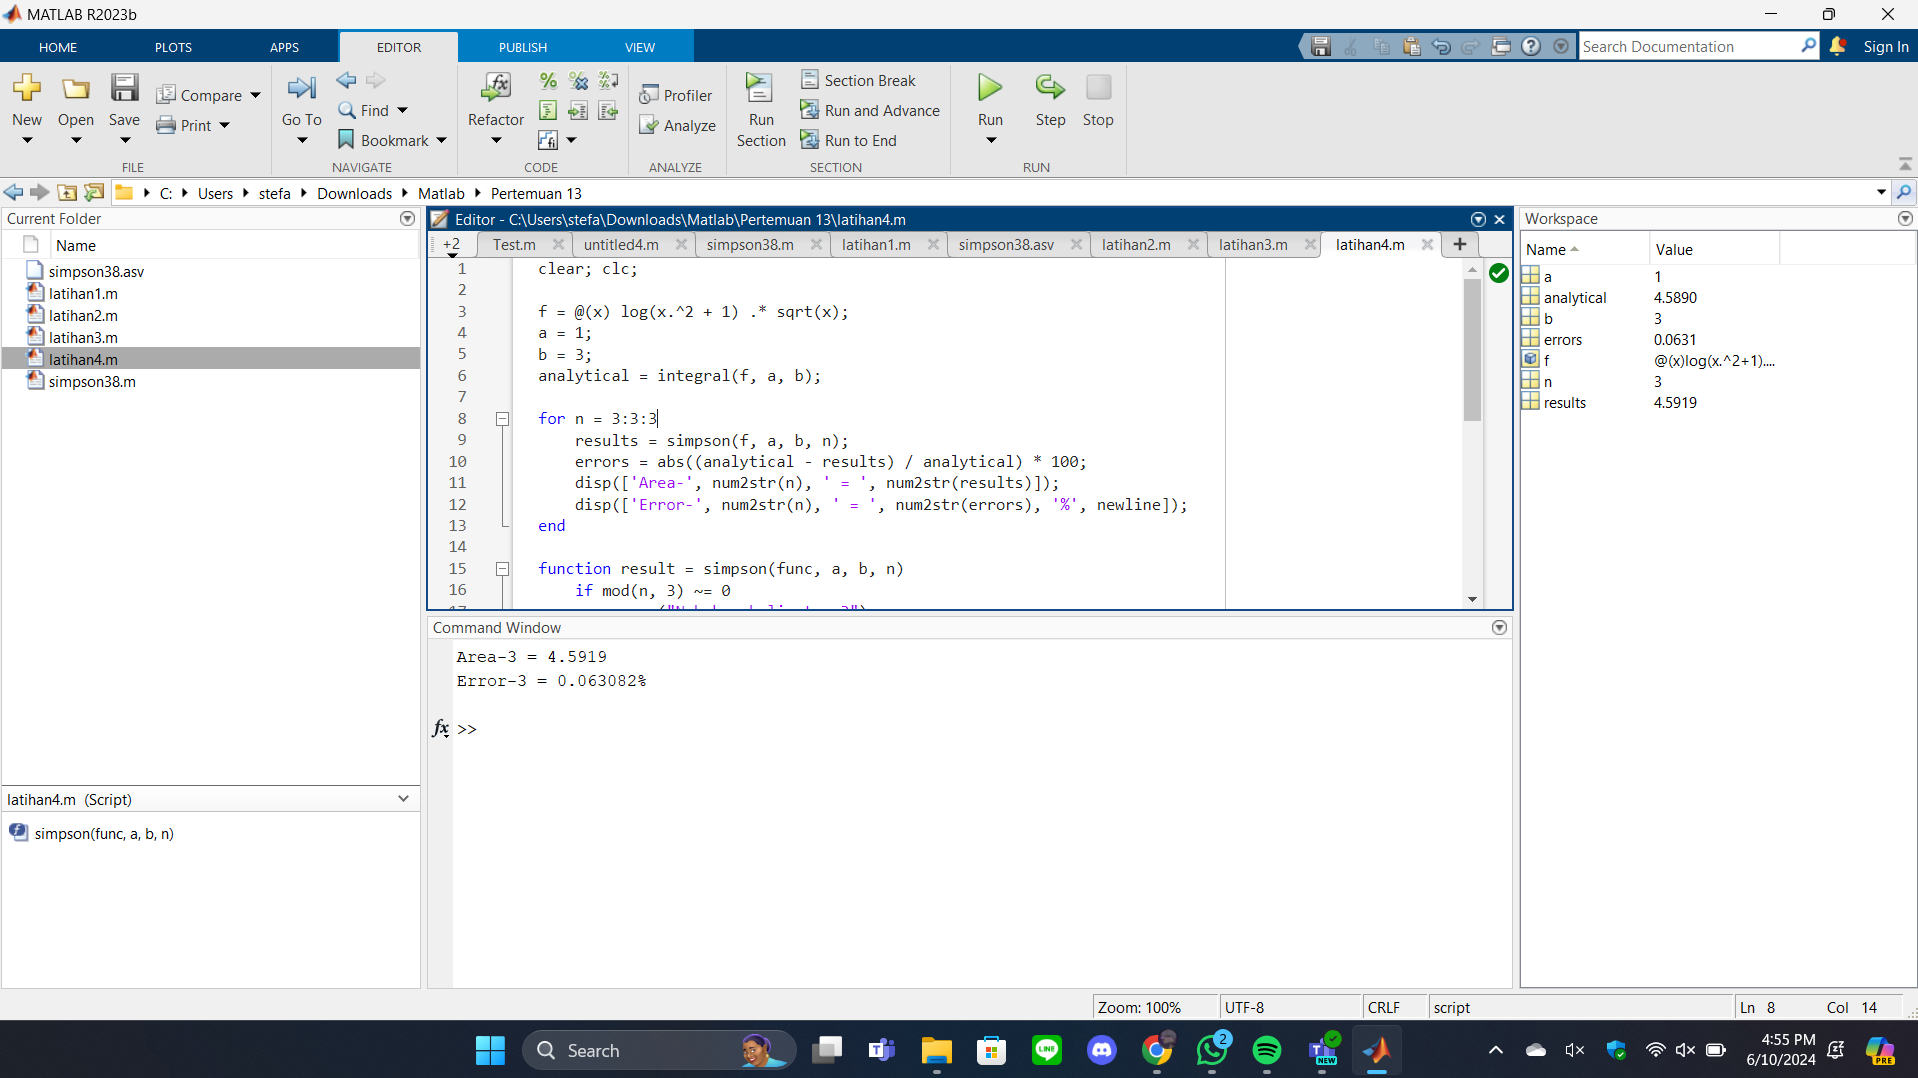 MATLAB R2023b
HOME PLOTS APPS EDITOR PUBLISH VIEW
Search Documentation
Sign In
New
Open
Save
Compare
Print
FILE
Go To
Find
Bookmark
NAVIGATE
Refactor
CODE
Profiler
Analyze
ANALYZE
Run Section
Section Break
Run and Advance
Run to End
SECTION
Run
Step
Stop
RUN
C: Users stefa Downloads Matlab Pertemuan 13
Current Folder
Name
simpson38.asv
latihan1.m
latihan2.m
latihan3.m
latihan4.m
simpson38.m
latihan4.m (Script)
simpson(func, a, b, n)
Editor - C:\Users\stefa\Downloads\Matlab\Pertemuan 13\latihan4.m
+2 Test.m untitled4.m simpson38.m latihan1.m simpson38.asv latihan2.m latihan3.m latihan4.m
1 clear; clc;
2
3 f = @(x) log(x.^2 + 1) .* sqrt(x);
4 a = 1;
5 b = 3;
6 analytical = integral(f, a, b);
7
8 for n = 3:3:3
9 results = simpson(f, a, b, n);
10 errors = abs((analytical - results) / analytical) * 100;
11 disp(['Area-', num2str(n), ' = ', num2str(results)]);
12 disp(['Error-', num2str(n), ' = ', num2str(errors), '%', newline]);
13 end
14
15 function result = simpson(func, a, b, n)
16 if mod(n, 3) ~= 0
Command Window
Area-3 = 4.5919
Error-3 = 0.063082%
fx >>
Workspace
Name Value
a 1
analytical 4.5890
b 3
errors 0.0631
f @(x)log(x.^2+1)....
n 3
results 4.5919
Zoom: 100% UTF-8 CRLF script Ln 8 Col 14
Search
LINE
2
NEW
4:55 PM
6/10/2024
PRE